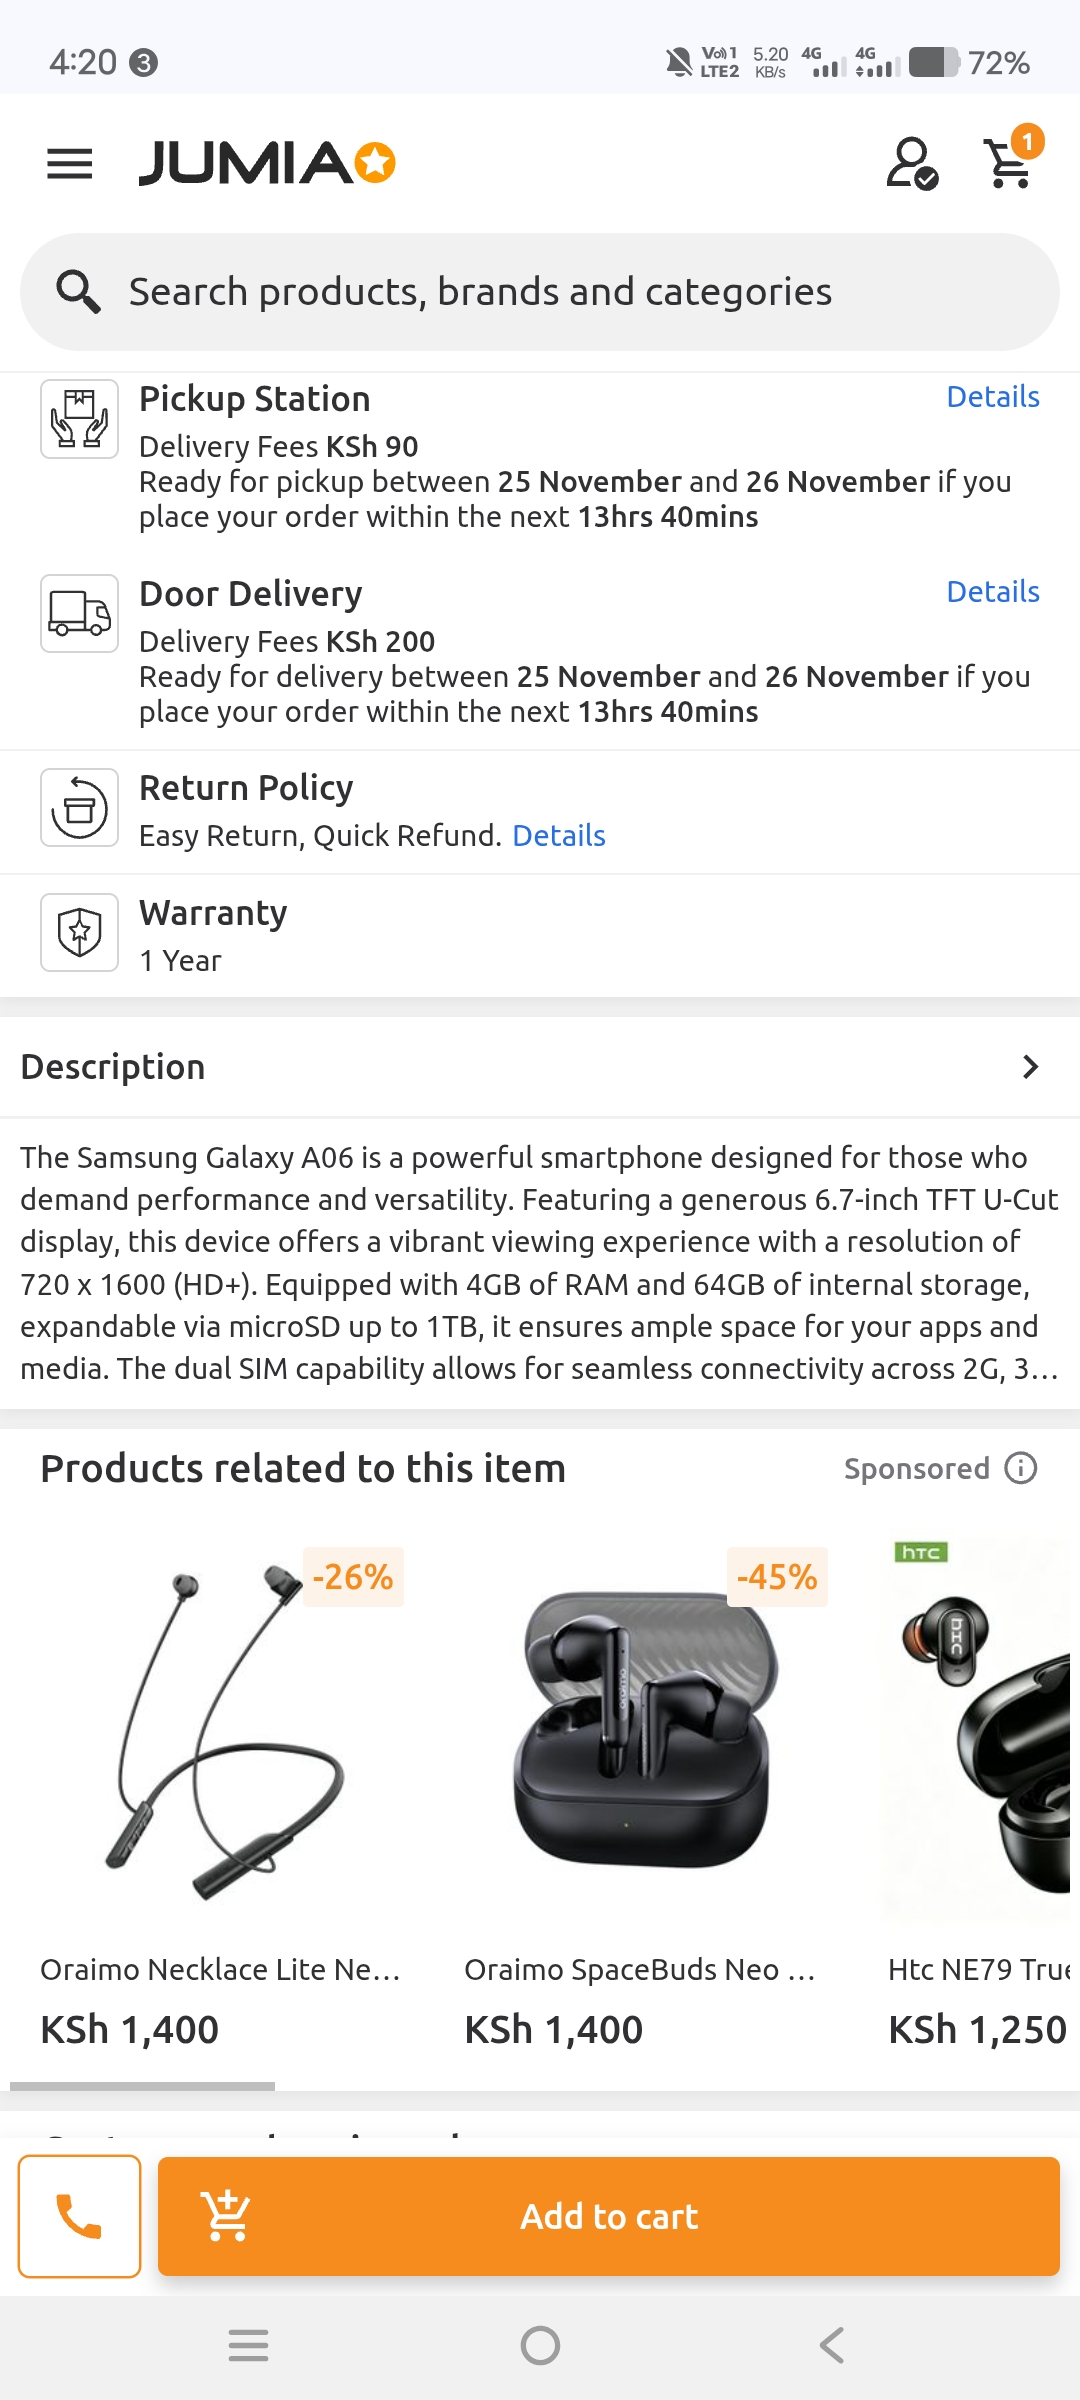 4:20 3 Vo 1 LTE2 5.20 KB/s 4G 4G 72%
JUMIA 1
Search products, brands and categories
Pickup Station Details
Delivery Fees KSh 90
Ready for pickup between 25 November and 26 November if you
place your order within the next 13hrs 40mins
Door Delivery Details
Delivery Fees KSh 200
Ready for delivery between 25 November and 26 November if you
place your order within the next 13hrs 40mins
Return Policy
Easy Return, Quick Refund. Details
Warranty
1 Year
Description
The Samsung Galaxy A06 is a powerful smartphone designed for those who
demand performance and versatility. Featuring a generous 6.7-inch TFT U-Cut
display, this device offers a vibrant viewing experience with a resolution of
720 x 1600 (HD+). Equipped with 4GB of RAM and 64GB of internal storage,
expandable via microSD up to 1TB, it ensures ample space for your apps and
media. The dual SIM capability allows for seamless connectivity across 2G, 3...
Products related to this item Sponsored
-26% -45% hTC
hTC
oraimo
Oraimo Necklace Lite Ne... Oraimo SpaceBuds Neo ... Htc NE79 True
KSh 1,400 KSh 1,400 KSh 1,250
Add to cart